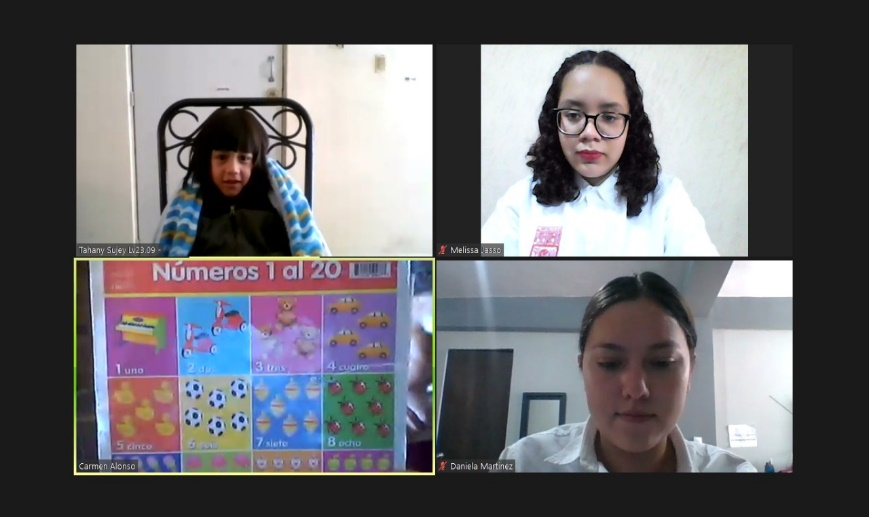 Tahany Sujey Lv23.09 -
Melissa Jasso
Números 1 al 20
1 uno
2 dos
3 tres
4 cuatro
5 cinco
6 seis
7 siete
8 ocho
Carmen Alonso
Daniela Martinez